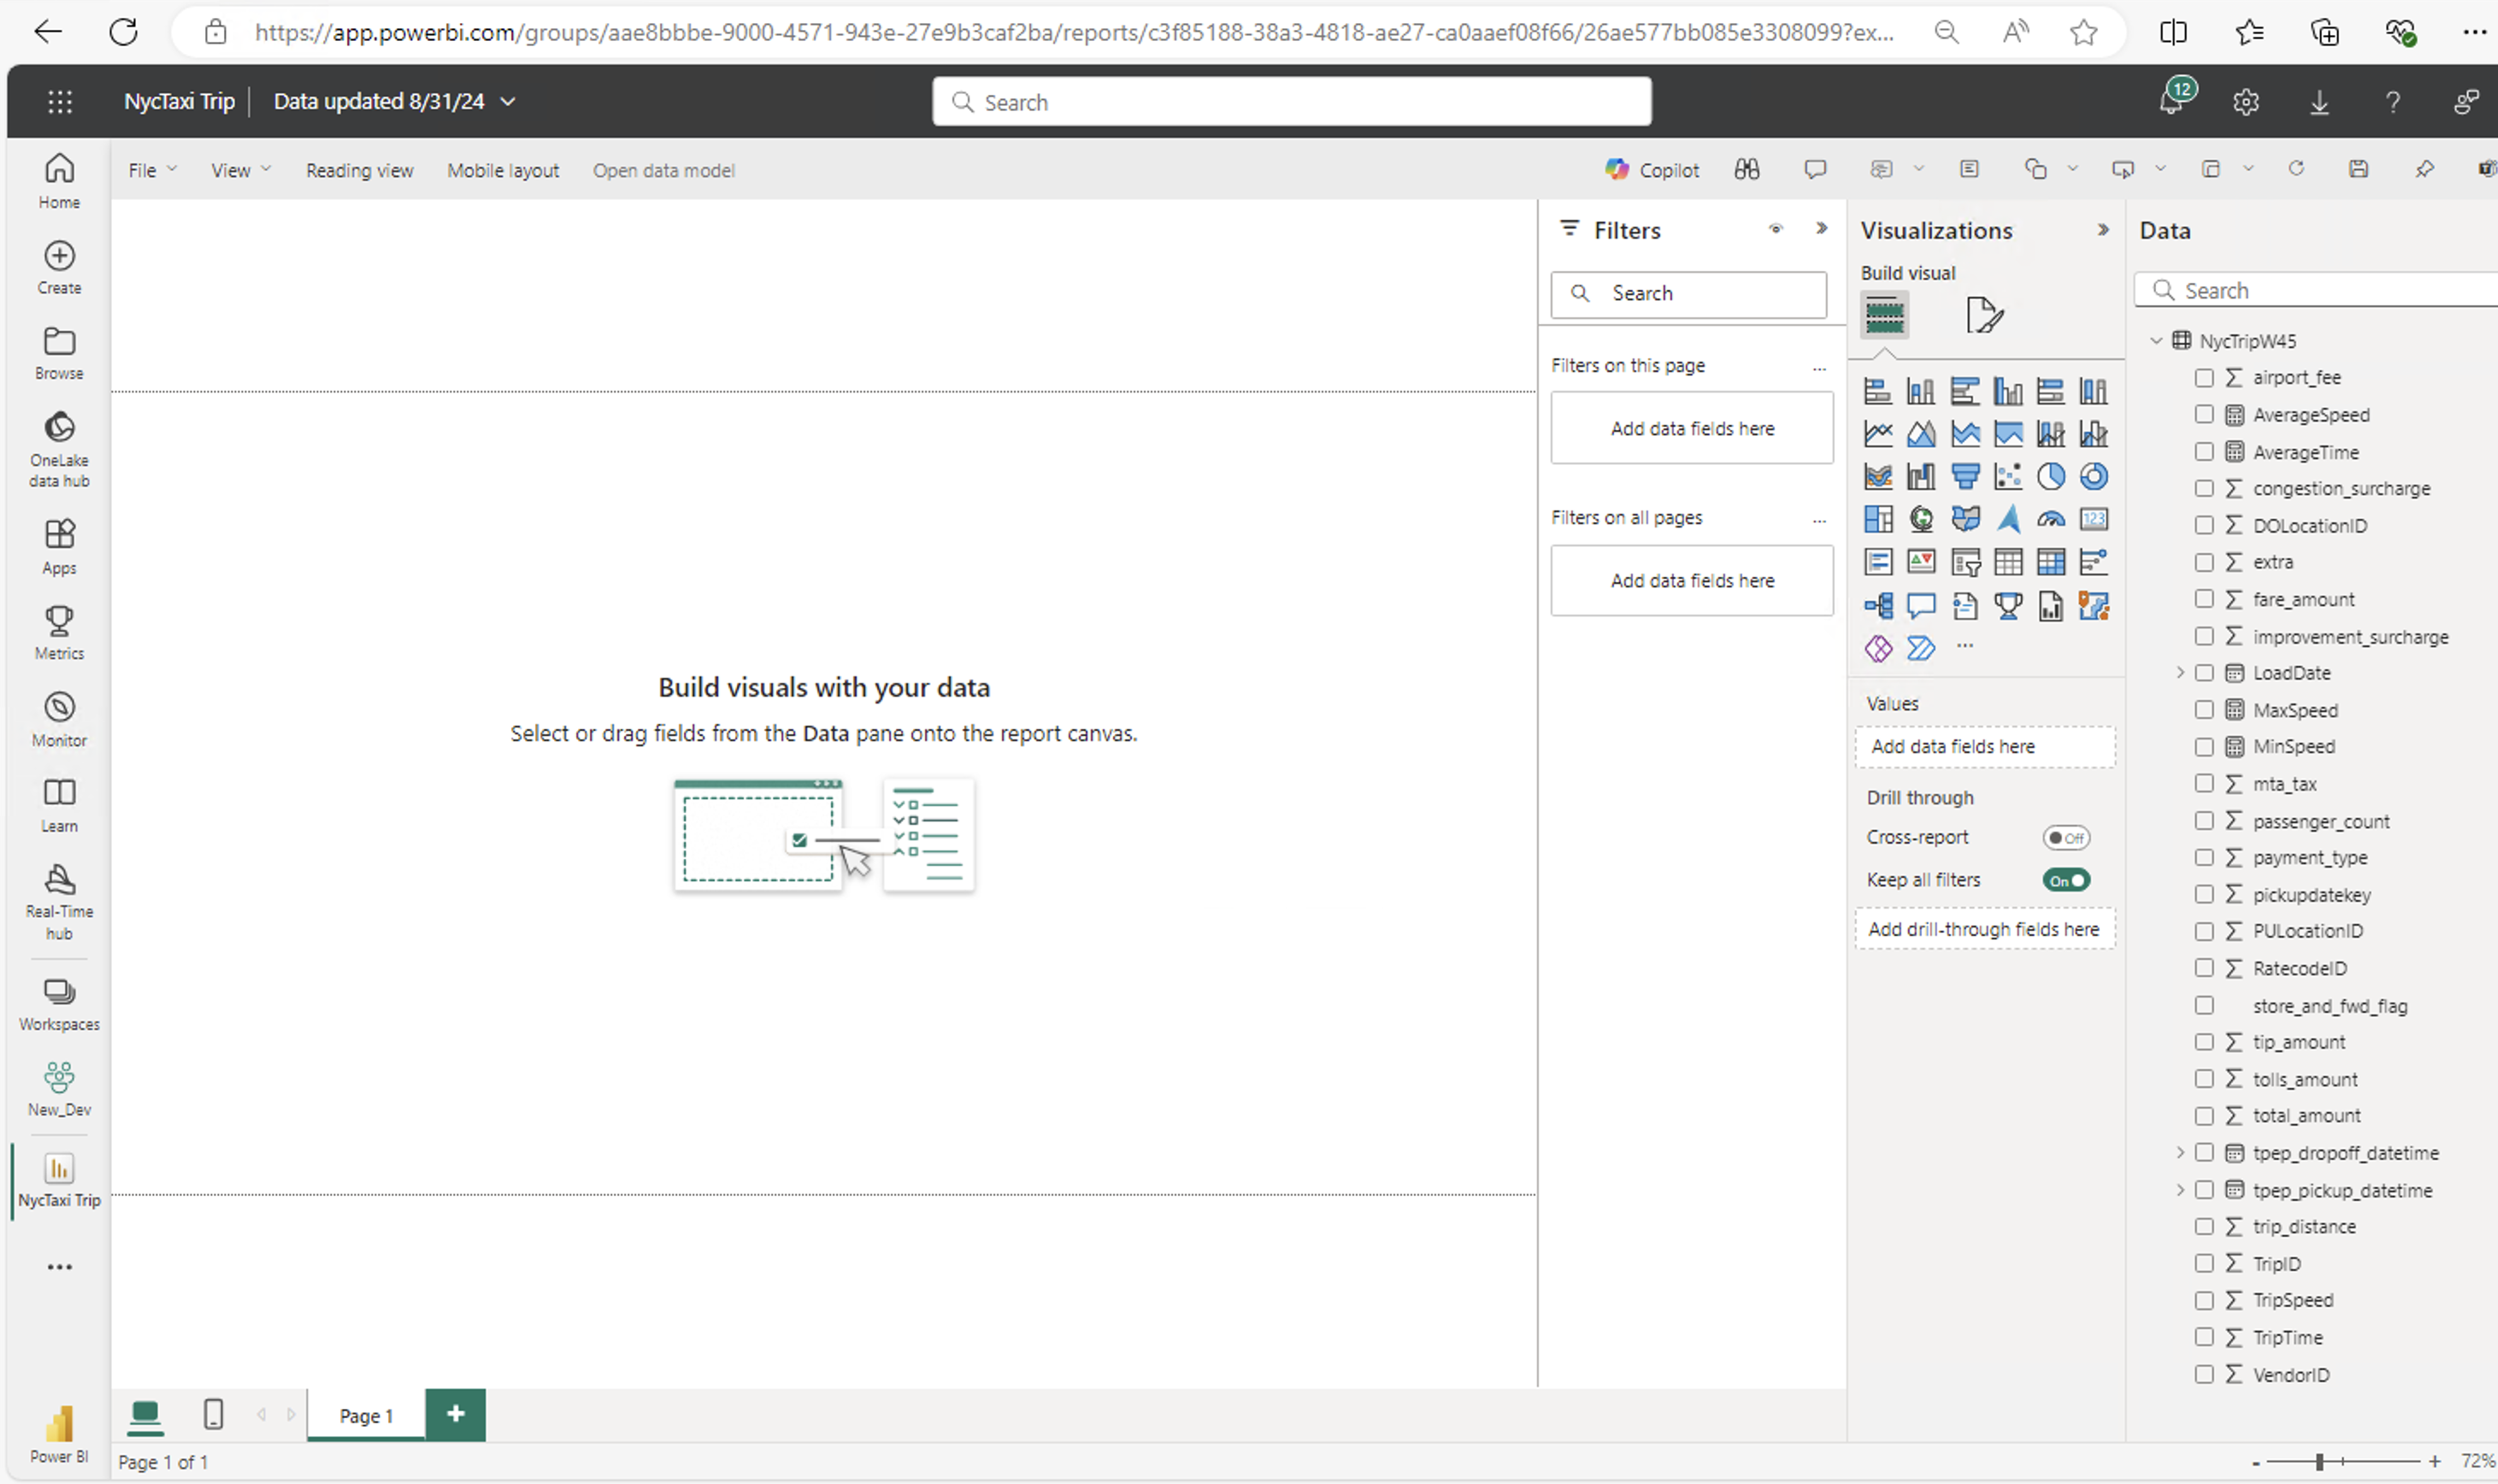 https://app.powerbi.com/groups/aae8bbbe-9000-4571-943e-27e9b3caf2ba/reports/c3f85188-38a3-4818-ae27-ca0aaef08f66/26ae577bb085e3308099?ex...
NycTaxi Trip
Data updated 8/31/24
Search
12
Home
Create
Browse
OneLake
data hub
Apps
Metrics
Monitor
Learn
Real-Time
hub
Workspaces
New_Dev
NycTaxi Trip
Power BI
File
View
Reading view
Mobile layout
Open data model
Copilot
Build visuals with your data
Select or drag fields from the Data pane onto the report canvas.
Page 1
Page 1 of 1
Filters
Search
Filters on this page
Add data fields here
Filters on all pages
Add data fields here
Visualizations
Build visual
123
Values
Add data fields here
Drill through
Cross-report
Off
Keep all filters
On
Add drill-through fields here
Data
Search
NycTripW45
airport_fee
AverageSpeed
AverageTime
congestion_surcharge
DOLocationID
extra
fare_amount
improvement_surcharge
LoadDate
MaxSpeed
MinSpeed
mta_tax
passenger_count
payment_type
pickupdatekey
PULocationID
RatecodeID
store_and_fwd_flag
tip_amount
tolls_amount
total_amount
tpep_dropoff_datetime
tpep_pickup_datetime
trip_distance
TripID
TripSpeed
TripTime
VendorID
- + 72%